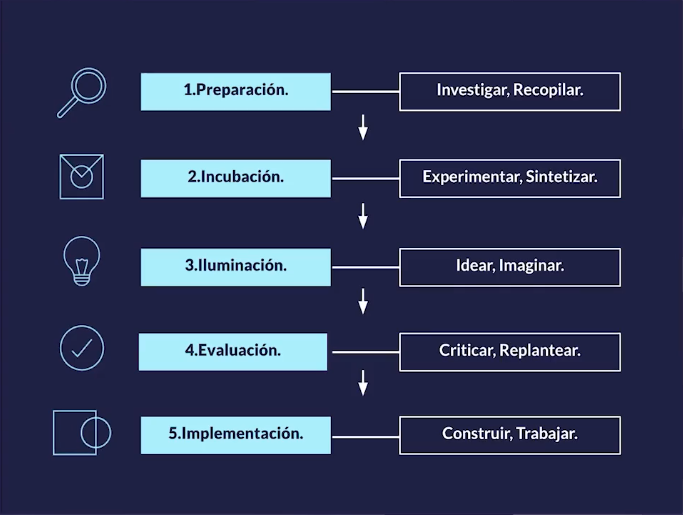 1.Preparación.
Investigar, Recopilar.
2.Incubación.
Experimentar, Sintetizar.
3.Iluminación.
Idear, Imaginar.
4.Evaluación.
Criticar, Replantear.
5.Implementación.
Construir, Trabajar.